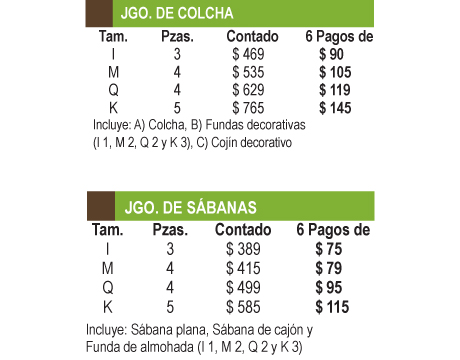 JGO. DE COLCHA
Tam. Pzas. Contado 6 Pagos de
I 3 $ 469 $ 90
M 4 $ 535 $ 105
Q 4 $ 629 $ 119
K 5 $ 765 $ 145
Incluye: A) Colcha, B) Fundas decorativas
(I 1, M 2, Q 2 y K 3), C) Cojín decorativo
JGO. DE SÁBANAS
Tam. Pzas. Contado 6 Pagos de
I 3 $ 389 $ 75
M 4 $ 415 $ 79
Q 4 $ 499 $ 95
K 5 $ 585 $ 115
Incluye: Sábana plana, Sábana de cajón y
Funda de almohada (I 1, M 2, Q 2 y K 3)